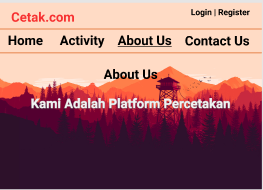 Cetak.com
Login | Register
Home Activity About Us Contact Us
About Us
Kami Adalah Platform Percetakan